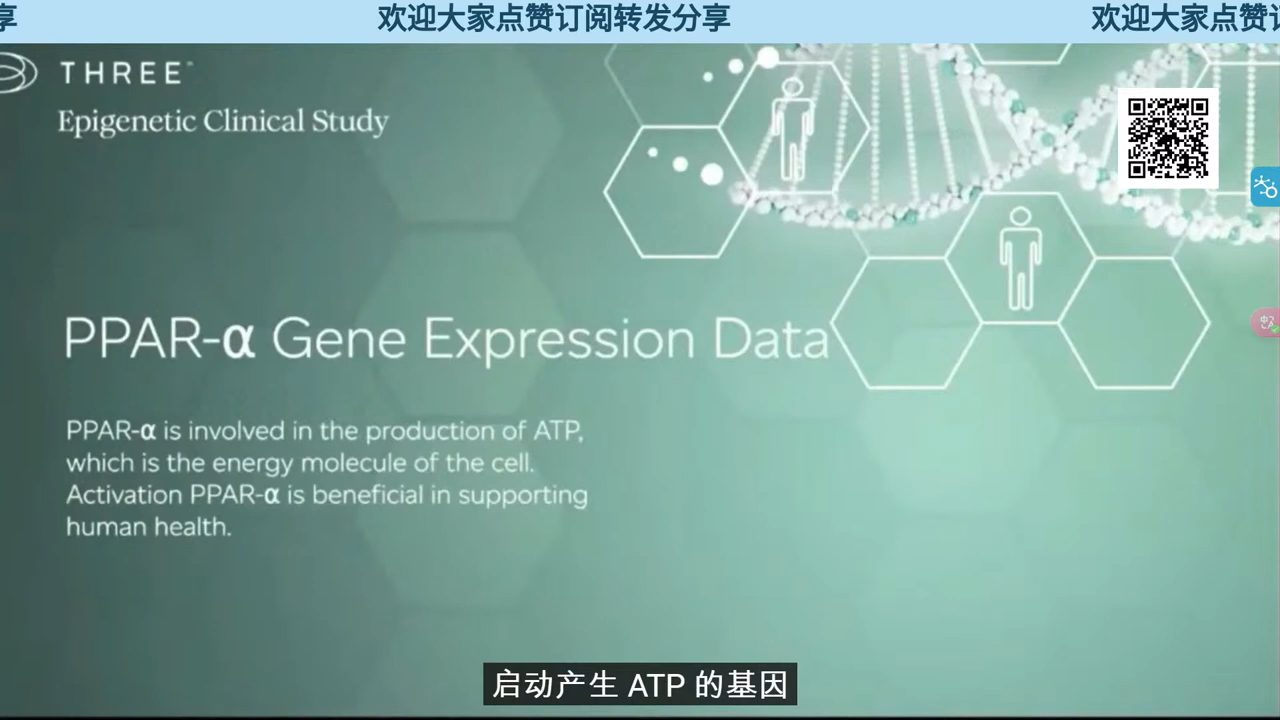 享 欢迎大家点赞订阅转发分享 欢迎大家点赞订
THREE
Epigenetic Clinical Study
PPAR-α Gene Expression Data
PPAR-α is involved in the production of ATP,
which is the energy molecule of the cell.
Activation PPAR-α is beneficial in supporting
human health.
启动产生 ATP 的基因